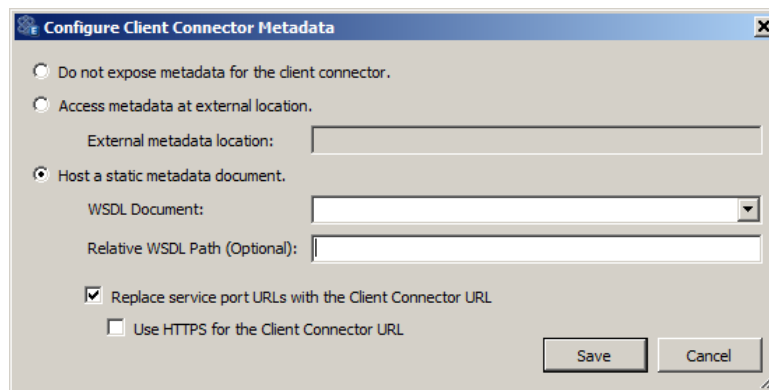 Configure Client Connector Metadata
Do not expose metadata for the client connector.
Access metadata at external location.
External metadata location:
Host a static metadata document.
WSDL Document:
Relative WSDL Path (Optional):
Replace service port URLs with the Client Connector URL
Use HTTPS for the Client Connector URL
Save Cancel